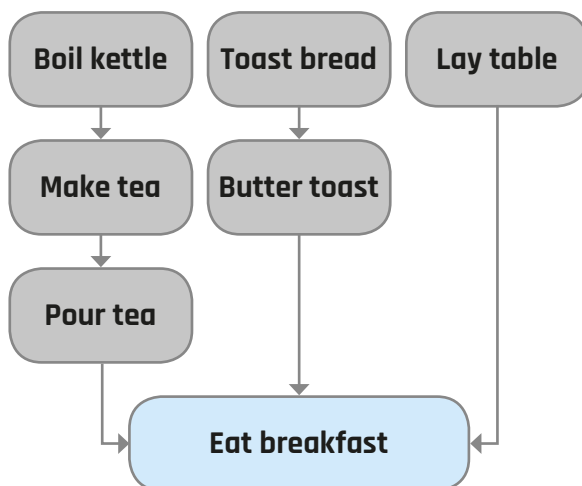 Boil kettle
Toast bread
Lay table
Make tea
Butter toast
Pour tea
Eat breakfast